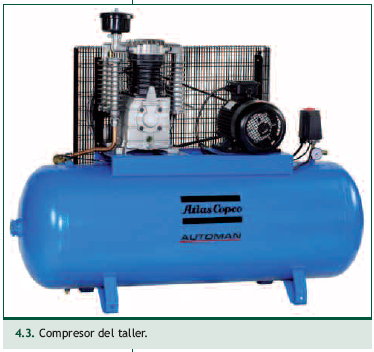 Atlas Copco
AUTOMAN
4.3. Compresor del taller.